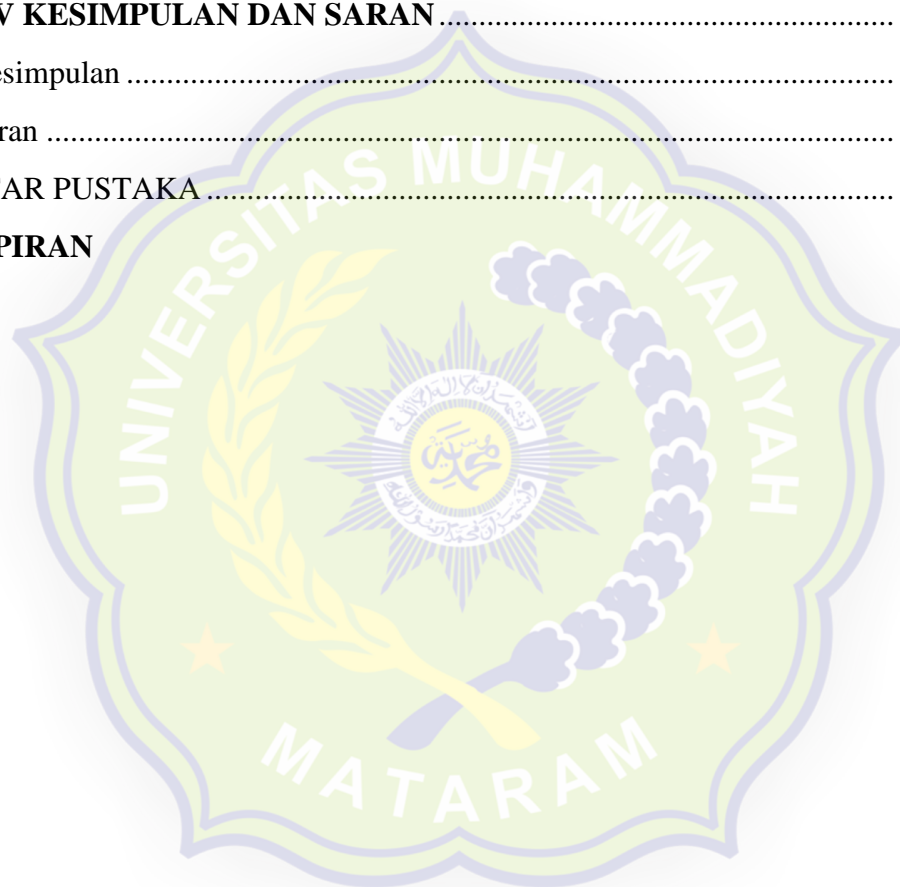 V KESIMPULAN DAN SARAN........................................................
esimpulan ................................................................................................
ran ..........................................................................................................
AR PUSTAKA ......................................................................................
PIRAN
UNIVERSITAS MUHAMMADIYAH
MATARAM